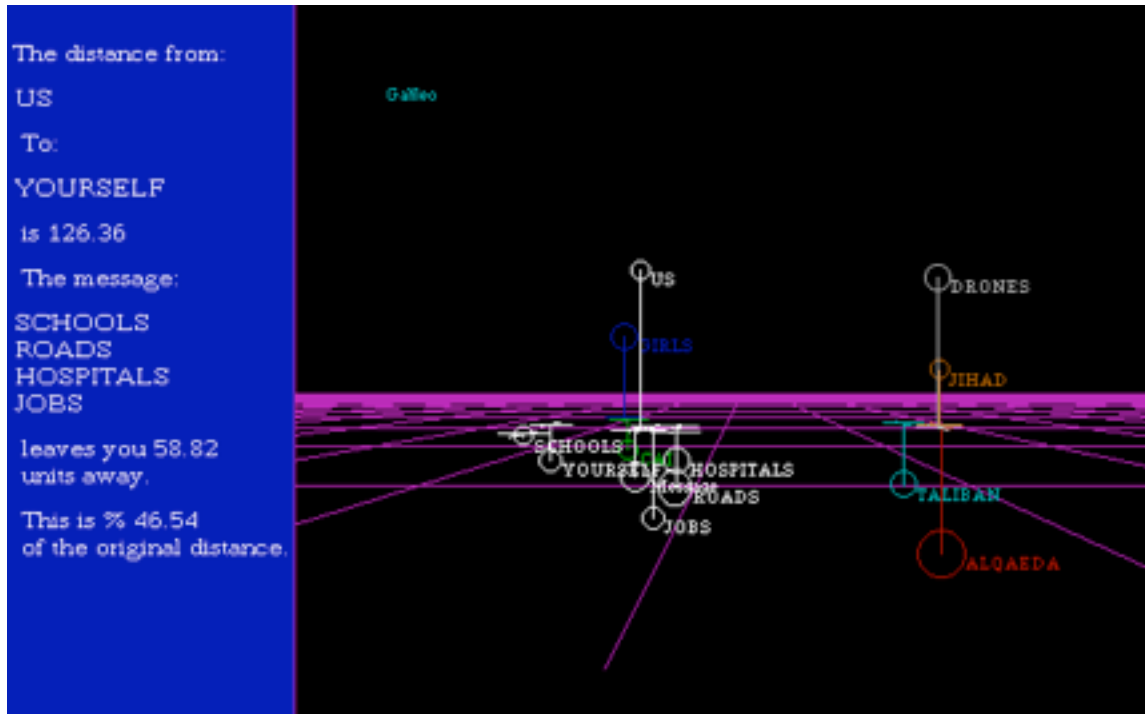 The distance from:
US
To:
YOURSELF
is 126.36
The message:
SCHOOLS
ROADS
HOSPITALS
JOBS
leaves you 58.82
units away.
This is % 46.54
of the original distance.
Galileo
US
DRONES
GIRLS
JIHAD
SCHOOLS
YOURSELF
HOSPITALS
Message
ROADS
TALIBAN
JOBS
ALQAEDA